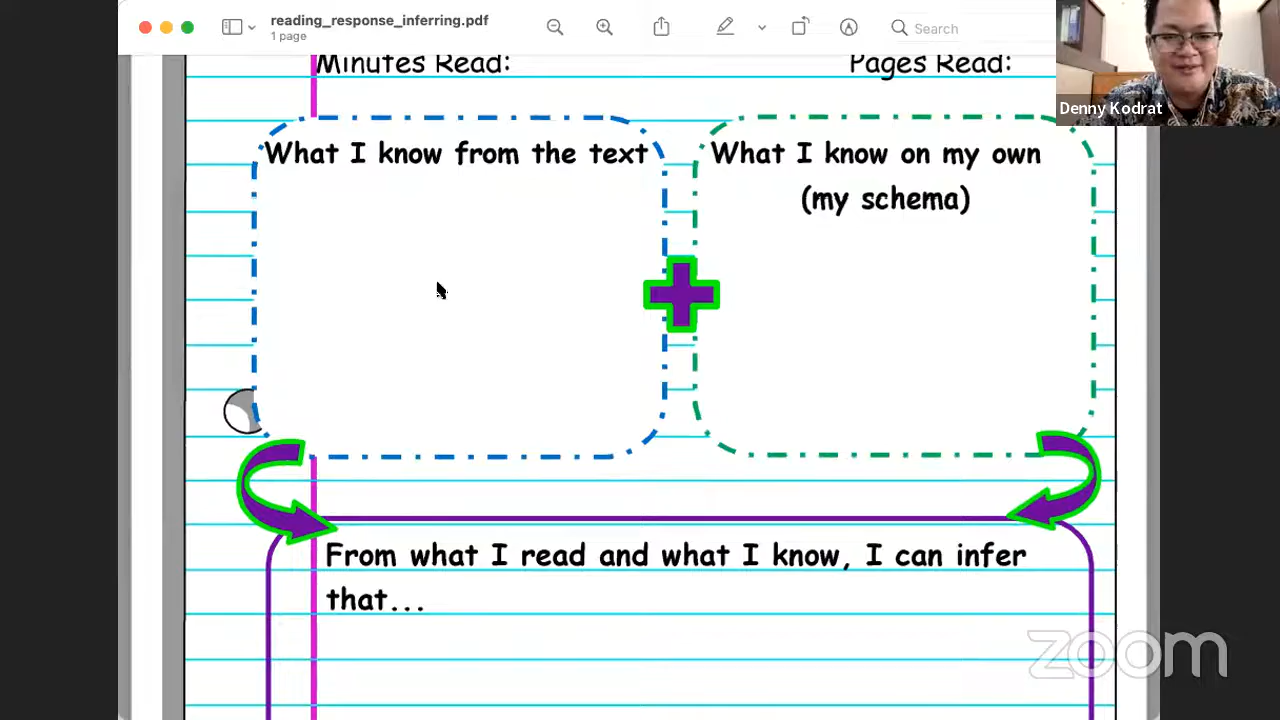 reading_response_inferring.pdf
1 page
Search
Denny Kodrat
Minutes Read:
Pages Read:
What I know from the text
What I know on my own
(my schema)
From what I read and what I know, I can infer
that...
zoom